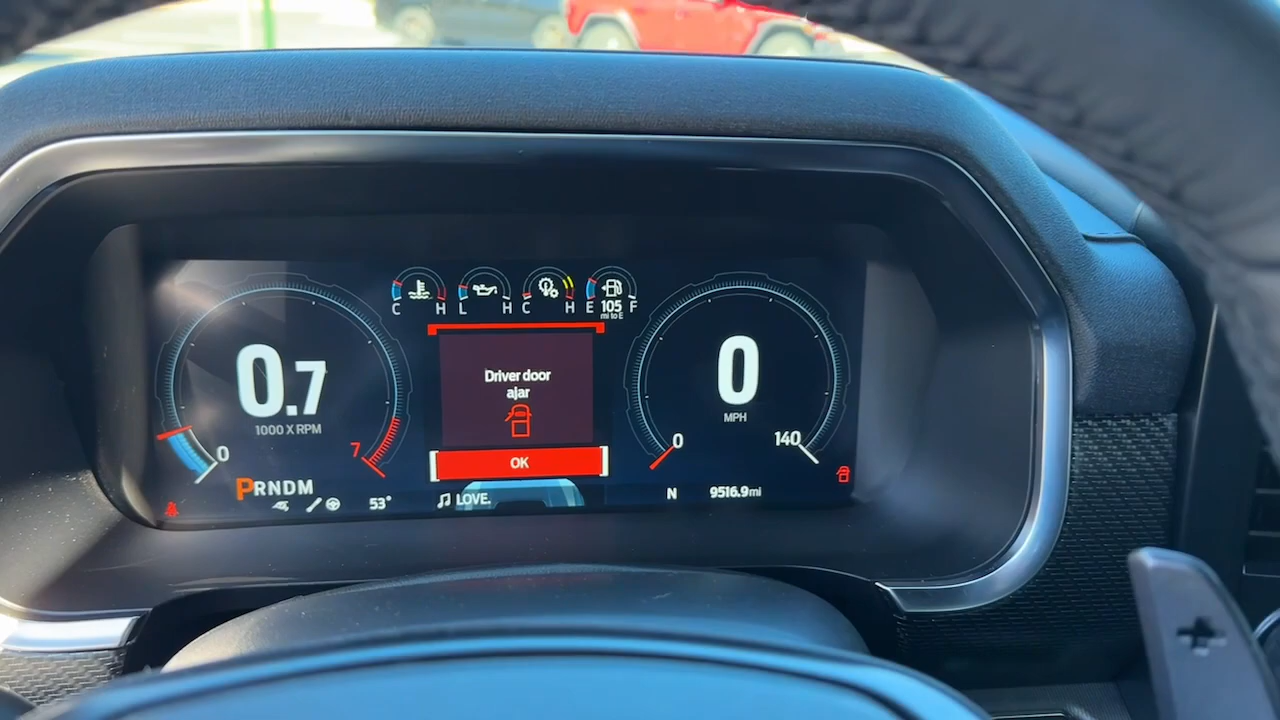 C H L H C H E 105 F
mi to E
Driver door
ajar
OK
0.7
1000 X RPM
0
7
0
MPH
0
140
PRNDM
53°
LOVE.
N
9516.9mi
+